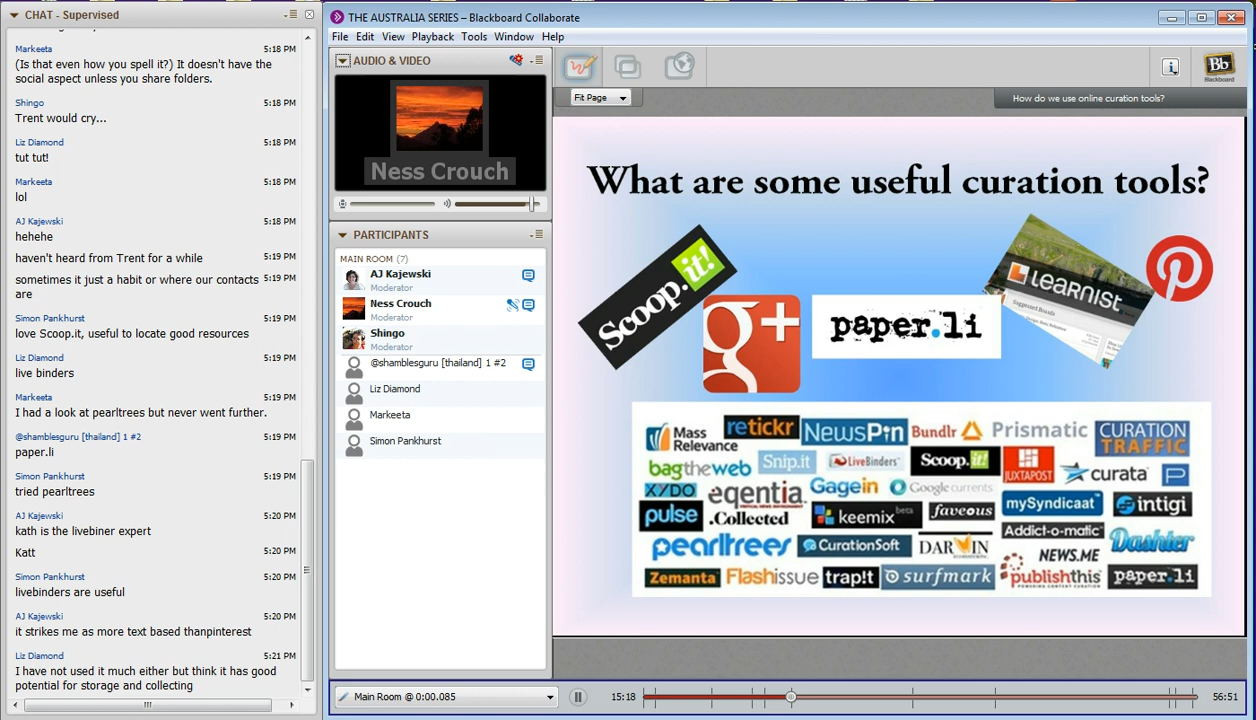 CHAT - Supervised
Markeeta 5:18 PM
(Is that even how you spell it?) It doesn't have the
social aspect unless you share folders.
Shingo 5:18 PM
Trent would cry...
Liz Diamond 5:18 PM
tut tut!
Markeeta 5:18 PM
lol
AJ Kajewski 5:18 PM
hehehe
haven't heard from Trent for a while 5:19 PM
sometimes it just a habit or where our contacts 5:19 PM
are
Simon Pankhurst 5:19 PM
love Scoop.it, useful to locate good resources
Liz Diamond 5:19 PM
live binders
Markeeta 5:19 PM
I had a look at pearltrees but never went further.
@shamblesguru [thailand] 1 #2 5:19 PM
paper.li
Simon Pankhurst 5:19 PM
tried pearltrees
AJ Kajewski 5:20 PM
kath is the livebiner expert
Katt 5:20 PM
Simon Pankhurst 5:20 PM
livebinders are useful
AJ Kajewski 5:20 PM
it strikes me as more text based thanpinterest
Liz Diamond 5:21 PM
I have not used it much either but think it has good
potential for storage and collecting
THE AUSTRALIA SERIES – Blackboard Collaborate
File Edit View Playback Tools Window Help
AUDIO & VIDEO
Ness Crouch
PARTICIPANTS
MAIN ROOM (7)
AJ Kajewski
Moderator
Ness Crouch
Moderator
Shingo
Moderator
@shamblesguru [thailand] 1 #2
Liz Diamond
Markeeta
Simon Pankhurst
Bb
Blackboard
Fit Page
How do we use online curation tools?
What are some useful curation tools?
Scoop.it!
g+
paper.li
LEARNIST
Suggested Boards
Mass Relevance retickr NEWSPIN Bundlr Prismatic CURATION TRAFFIC
bagtheweb Snip.it LiveBinders Scoop.it! JUXTAPOST curata P
XYDO eqentia Gagein Google currents mySyndicaat intigi
pulse .Collected keemix beta faveous Addict-o-matic Dashter
pearltrees CurationSoft DARWIN NEWS.ME
Zemanta Flashissue trap!t surfmark publishthis paper.li
Main Room @ 0:00.085
15:18
56:51